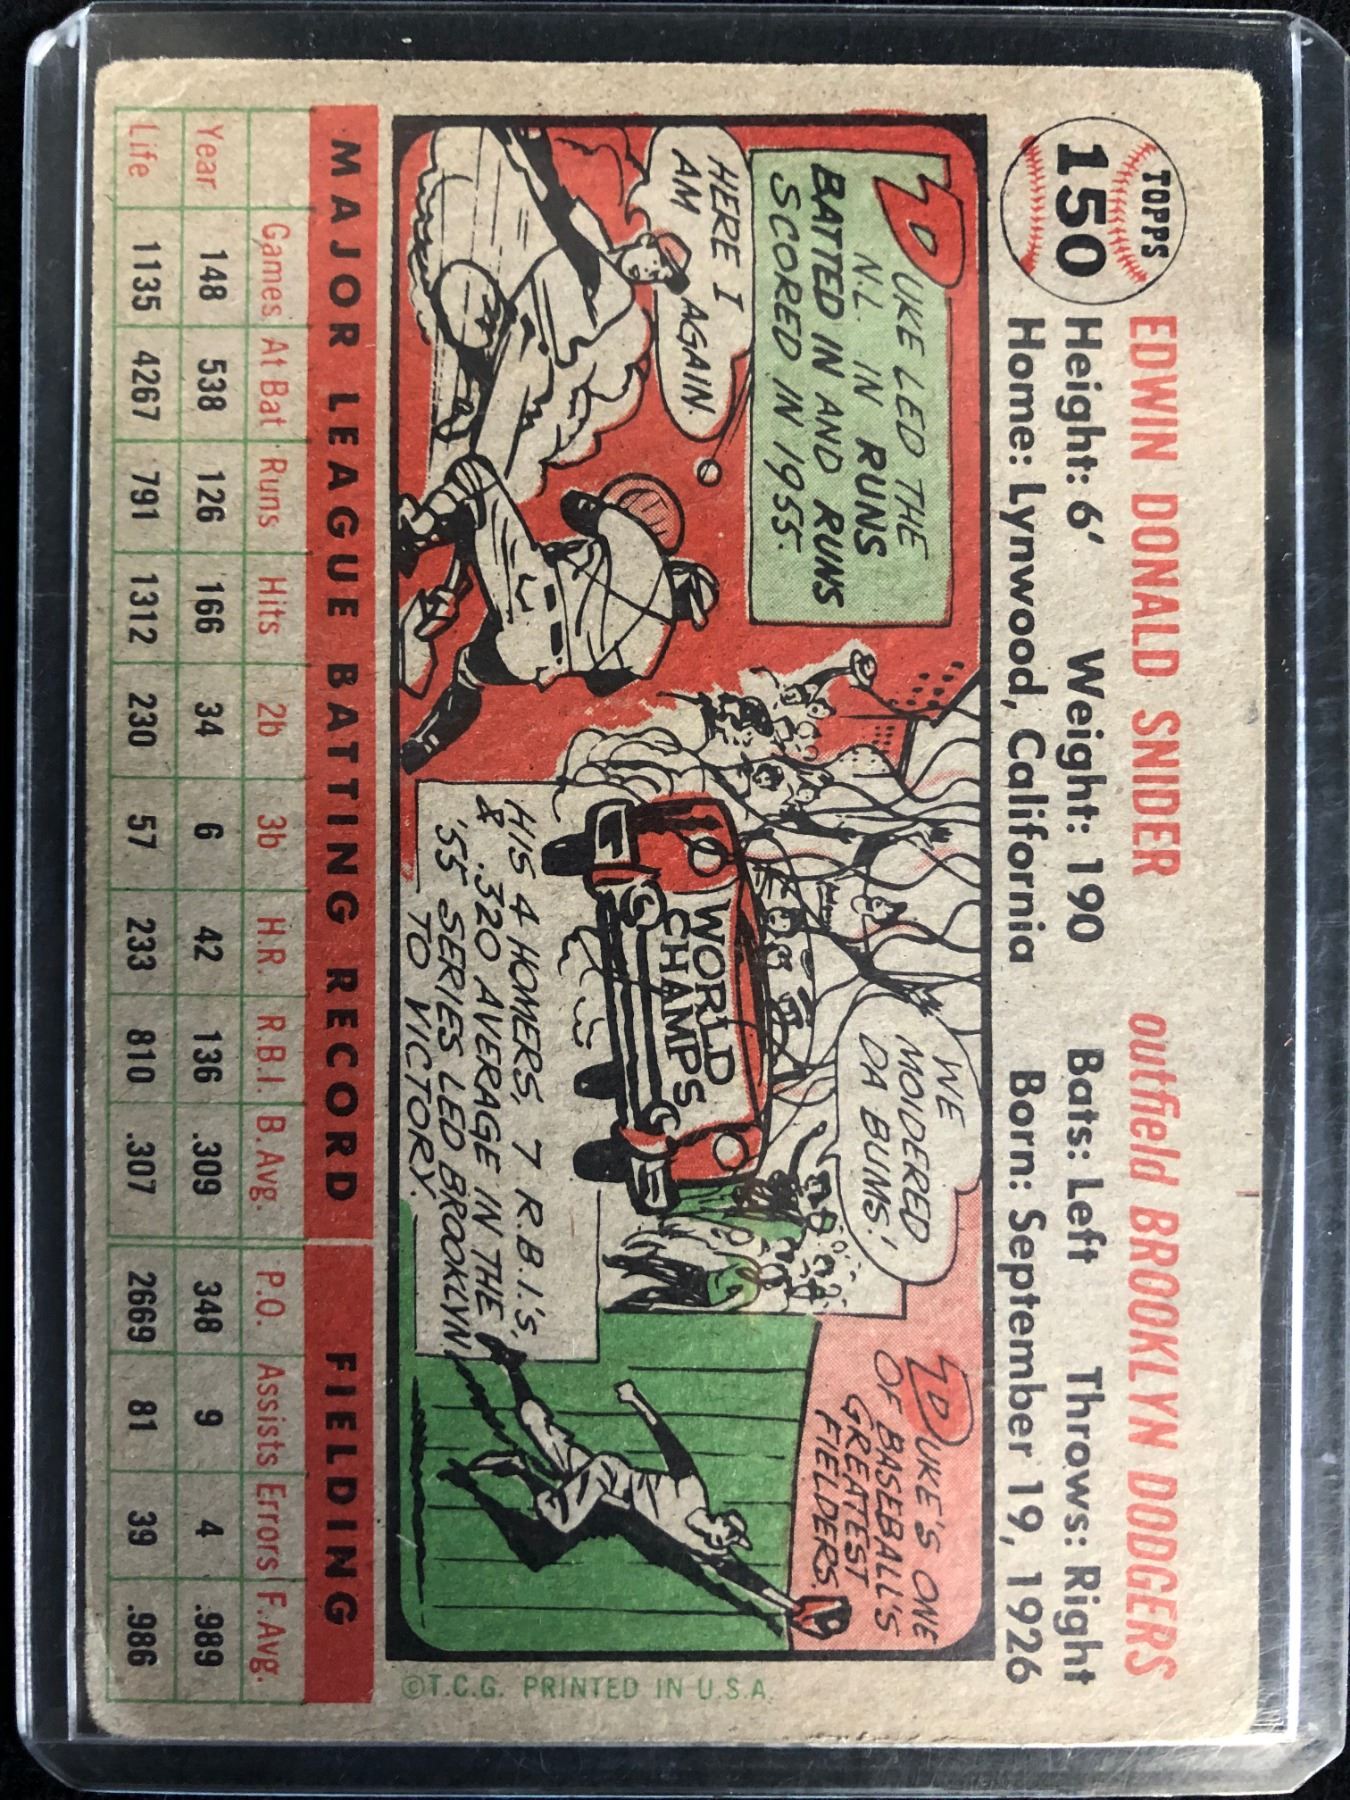 TOPPS
150
EDWIN DONALD SNIDER outfield BROOKLYN DODGERS
Height: 6' Weight: 190 Bats: Left Throws: Right
Home: Lynwood, California Born: September 19, 1926
DUKE LED THE
N.L. IN RUNS
BATTED IN AND RUNS
SCORED IN 1955.
HERE I
AM AGAIN.
WE
MOIDERED
DA BUMS!
WORLD
CHAMPS
HIS 4 HOMERS, 7 R.B.I.'S,
& .320 AVERAGE IN THE
'55 SERIES LED BROOKLYN
TO VICTORY.
DUKE'S ONE
OF BASEBALL'S
GREATEST
FIELDERS.
©T.C.G. PRINTED IN U.S.A.
MAJOR LEAGUE BATTING RECORD FIELDING
Games At Bat Runs Hits 2b 3b H.R. R.B.I. B.Avg. P.O. Assists Errors F.Avg.
Year 148 538 126 166 34 6 42 136 .309 348 9 4 .989
Life 1135 4267 791 1312 230 57 233 810 .307 2669 81 39 .986